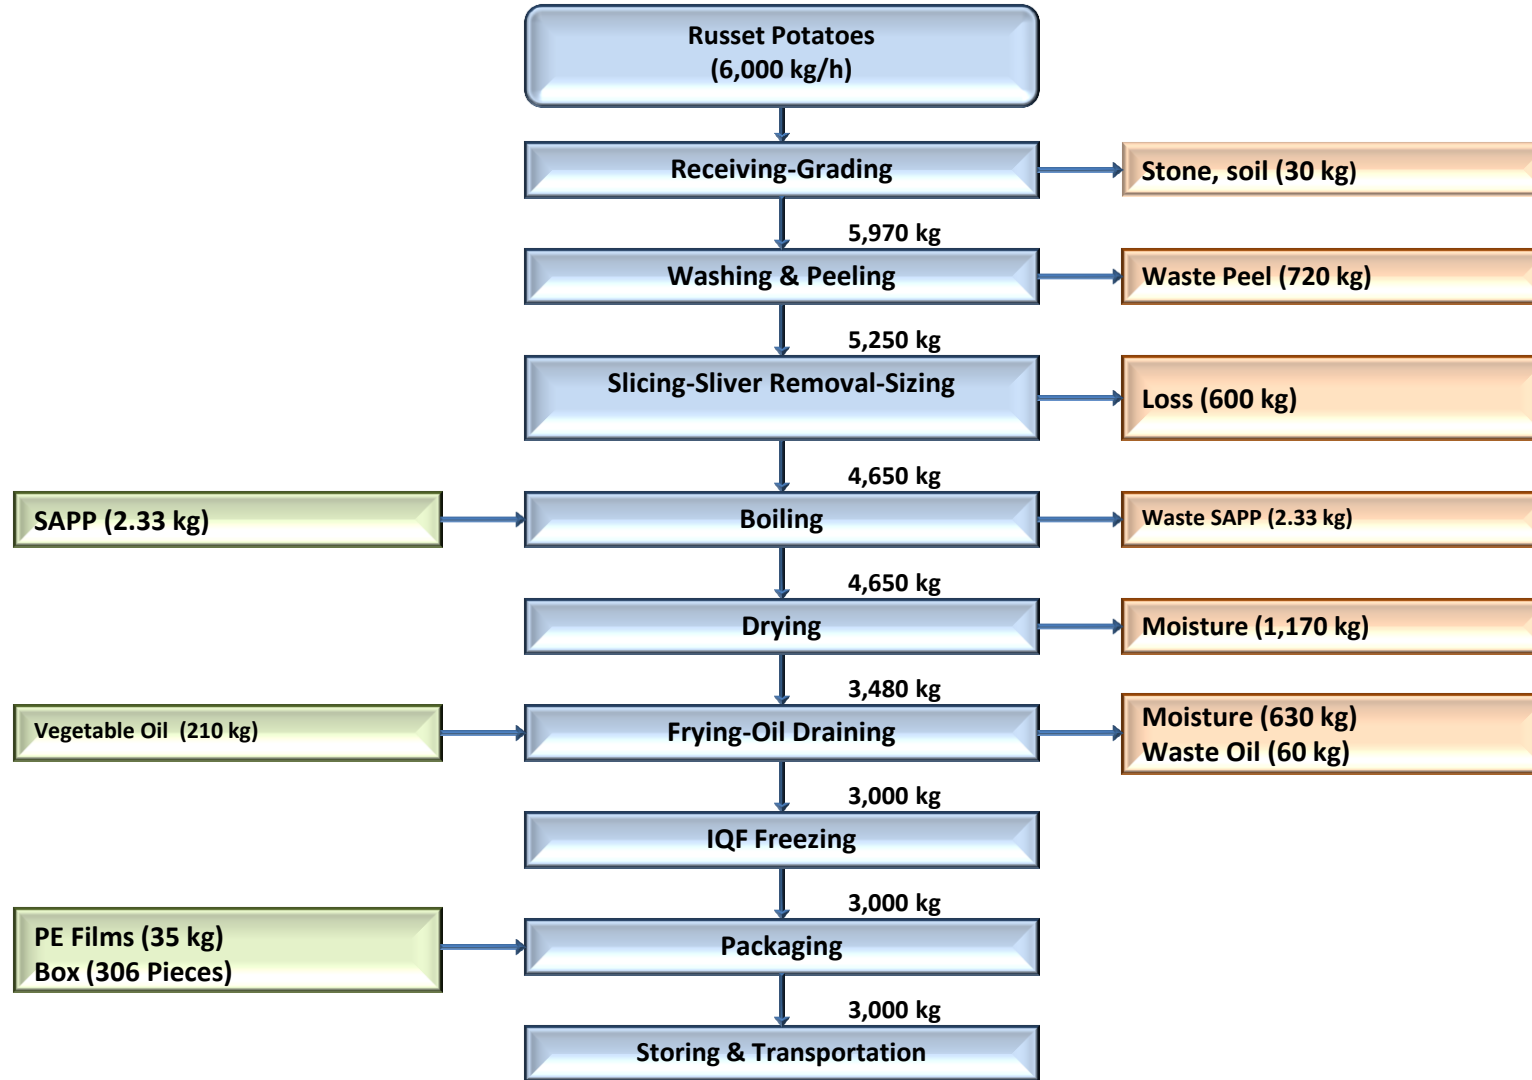 Russet Potatoes
(6,000 kg/h)
Receiving-Grading
Stone, soil (30 kg)
5,970 kg
Washing & Peeling
Waste Peel (720 kg)
5,250 kg
Slicing-Sliver Removal-Sizing
Loss (600 kg)
4,650 kg
SAPP (2.33 kg)
Boiling
Waste SAPP (2.33 kg)
4,650 kg
Drying
Moisture (1,170 kg)
3,480 kg
Vegetable Oil (210 kg)
Frying-Oil Draining
Moisture (630 kg)
Waste Oil (60 kg)
3,000 kg
IQF Freezing
3,000 kg
PE Films (35 kg)
Box (306 Pieces)
Packaging
3,000 kg
Storing & Transportation